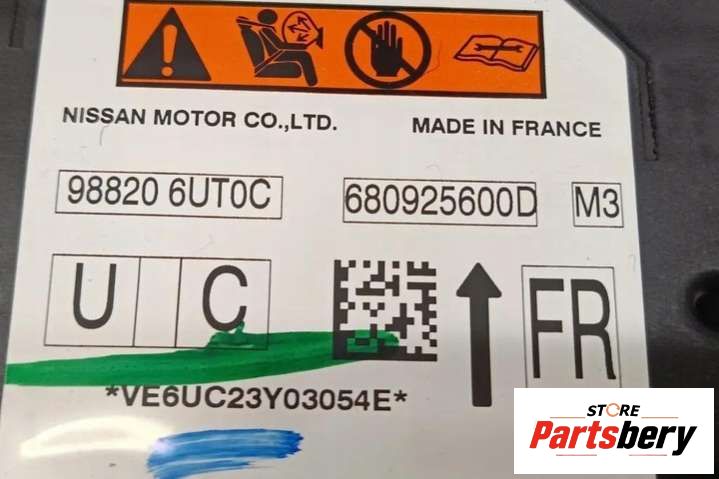 NISSAN MOTOR CO.,LTD. MADE IN FRANCE
98820 6UT0C 680925600D M3
U C FR
*VE6UC23Y03054E*
STORE
Partsbery